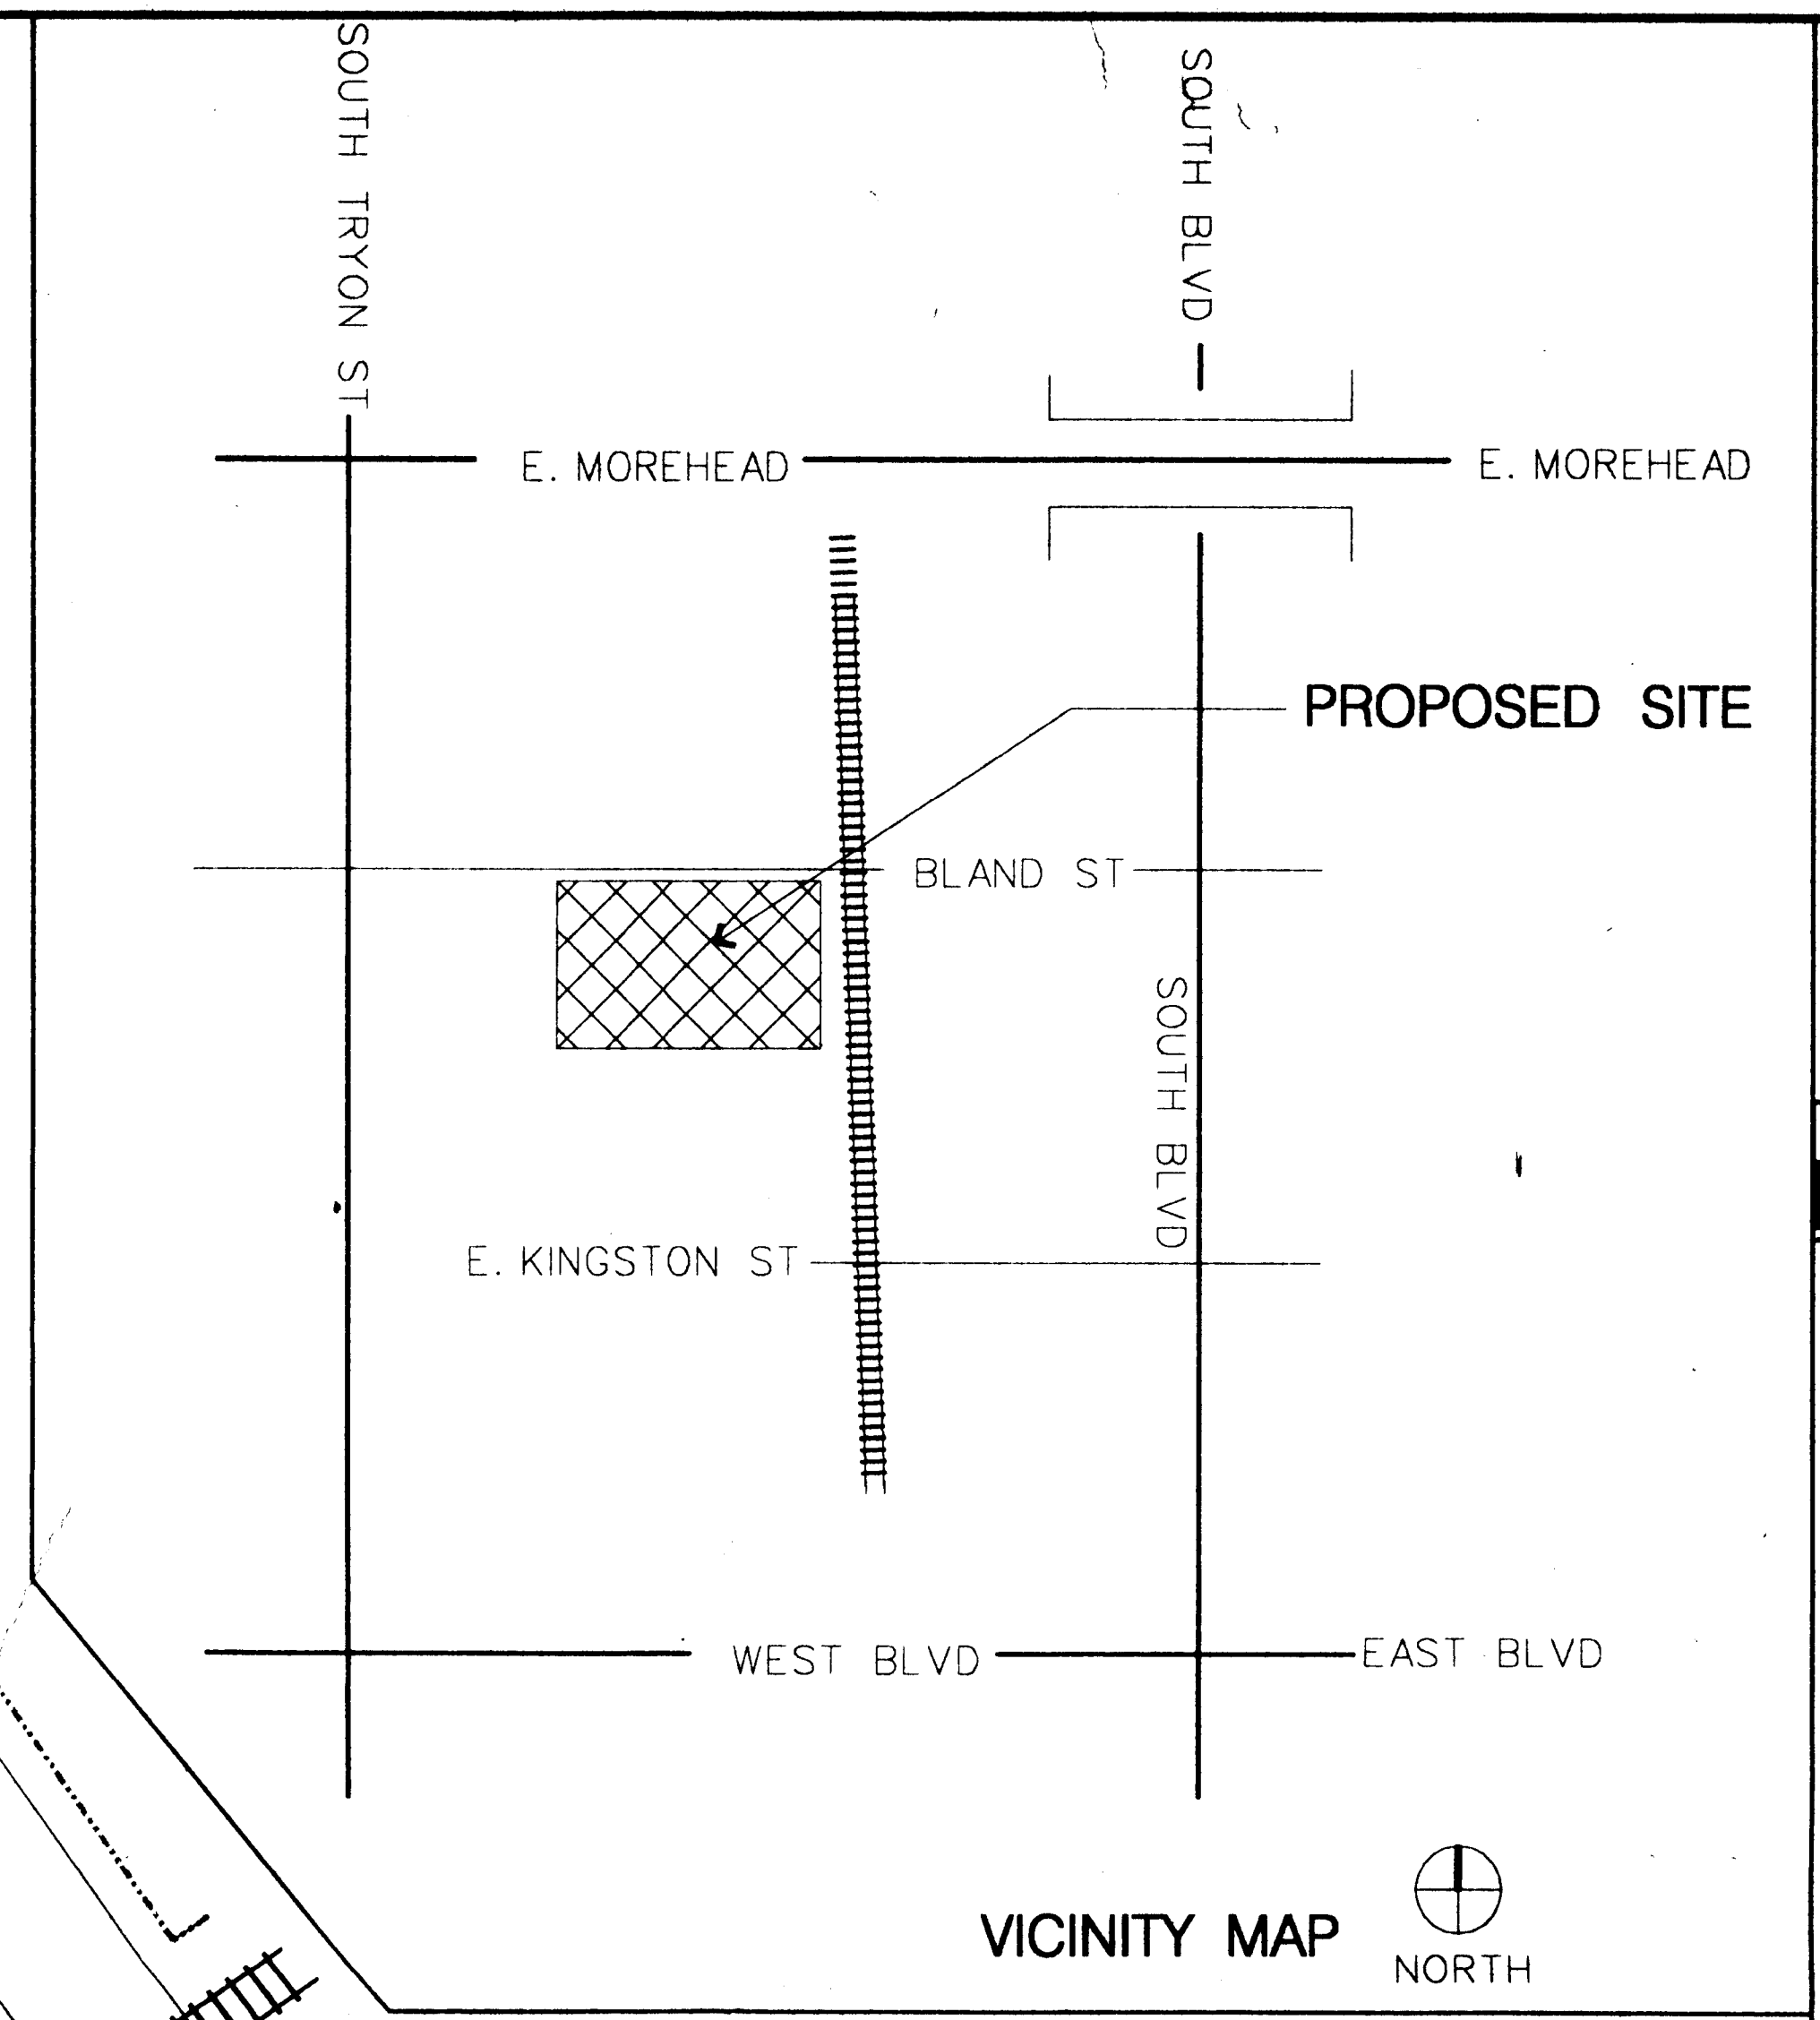 SOUTH TRYON ST
SOUTH BLVD
E. MOREHEAD
E. MOREHEAD
PROPOSED SITE
BLAND ST
SOUTH BLVD
E. KINGSTON ST
WEST BLVD
EAST BLVD
VICINITY MAP
NORTH